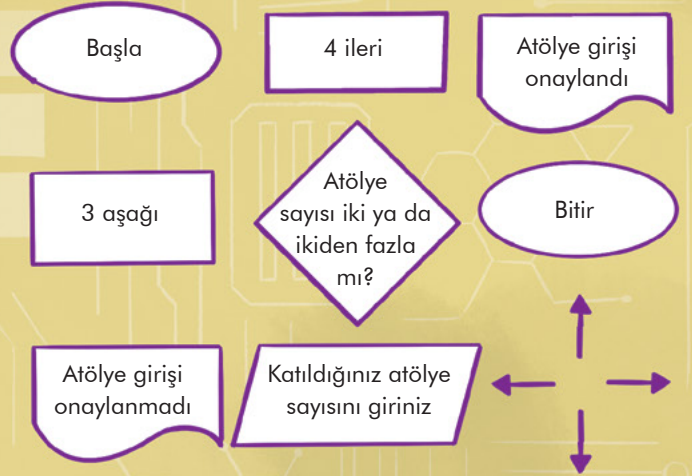 Başla
4 ileri
Atölye girişi
onaylandı
3 aşağı
Atölye
sayısı iki ya da
ikiden fazla
mı?
Bitir
Atölye girişi
onaylanmadı
Katıldığınız atölye
sayısını giriniz